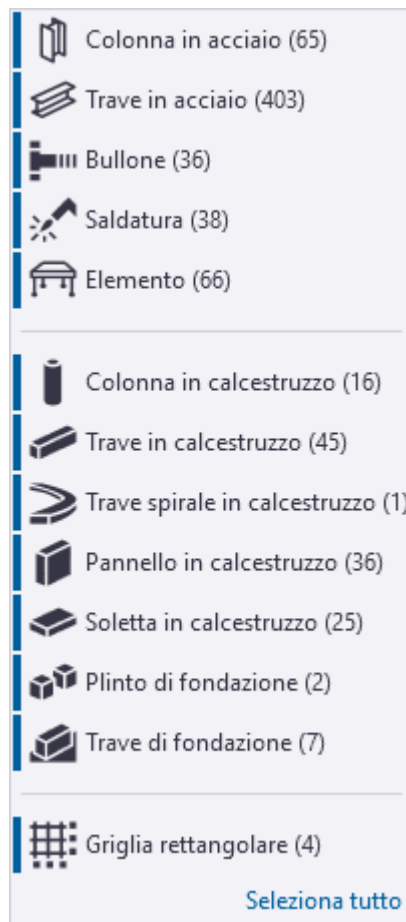 Colonna in acciaio (65)
Trave in acciaio (403)
Bullone (36)
Saldatura (38)
Elemento (66)
Colonna in calcestruzzo (16)
Trave in calcestruzzo (45)
Trave spirale in calcestruzzo (1)
Pannello in calcestruzzo (36)
Soletta in calcestruzzo (25)
Plinto di fondazione (2)
Trave di fondazione (7)
Griglia rettangolare (4)
Seleziona tutto